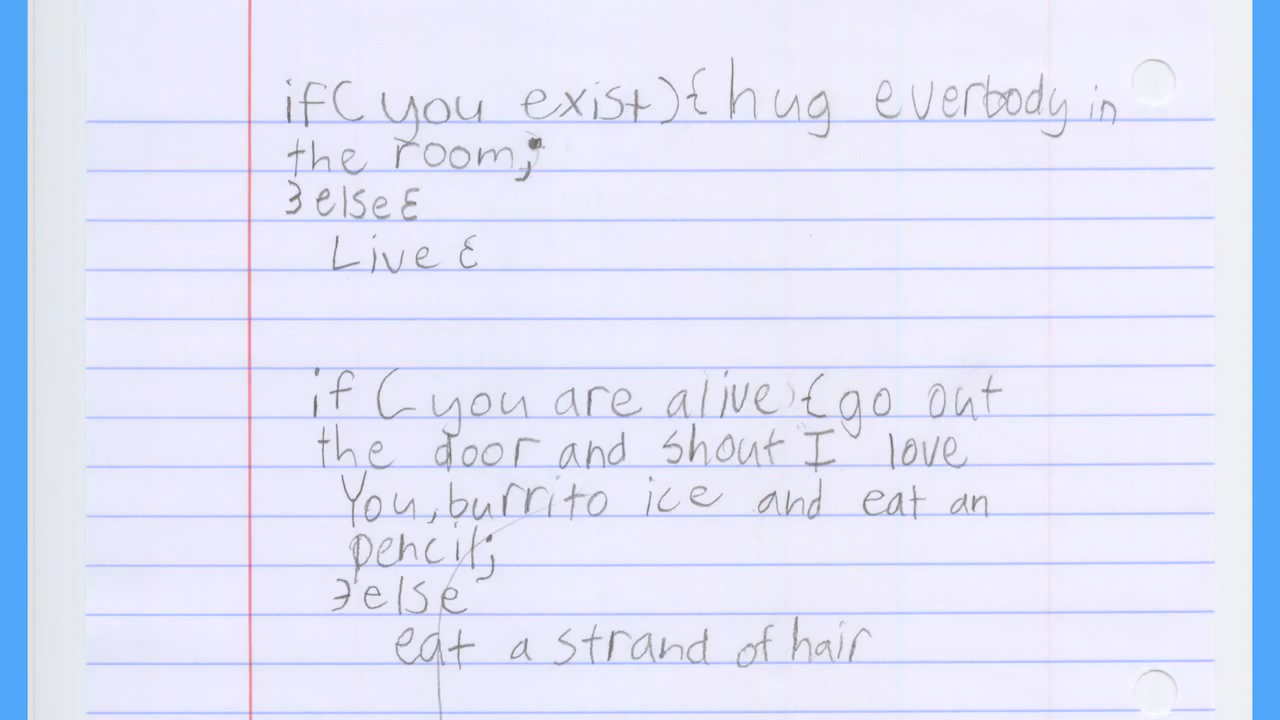 if( you exist){hug everbody in
the room;
}else{
Live {
if (you are alive){go out
the door and shout I love
You, burrito ice and eat an
pencil;
}else
eat a strand of hair